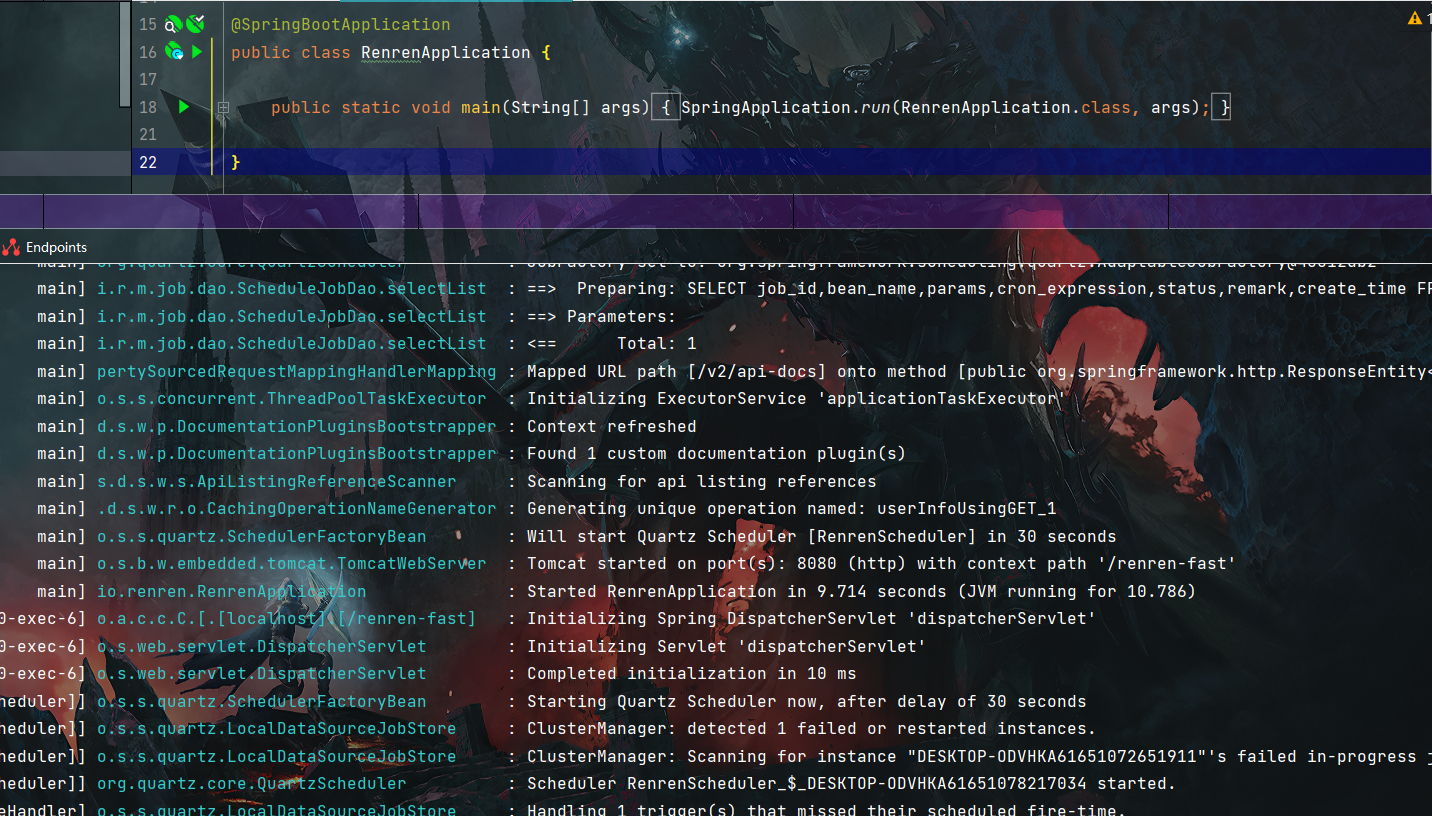 15 @SpringBootApplication
16 public class RenrenApplication {
17
18 public static void main(String[] args) { SpringApplication.run(RenrenApplication.class, args); }
21
22 }
1
Endpoints
main] org.quartz.core.QuartzScheduler : JobFactory set to:
main] i.r.m.job.dao.ScheduleJobDao.selectList : ==> Preparing: SELECT job_id,bean_name,params,cron_expression,status,remark,create_time
main] i.r.m.job.dao.ScheduleJobDao.selectList : ==> Parameters:
main] i.r.m.job.dao.ScheduleJobDao.selectList : <== Total: 1
main] pertySourcedRequestMappingHandlerMapping : Mapped URL path [/v2/api-docs] onto method [public org.springframework.http.ResponseEntity<
main] o.s.s.concurrent.ThreadPoolTaskExecutor : Initializing ExecutorService 'applicationTaskExecutor'
main] d.s.w.p.DocumentationPluginsBootstrapper : Context refreshed
main] d.s.w.p.DocumentationPluginsBootstrapper : Found 1 custom documentation plugin(s)
main] s.d.s.w.s.ApiListingReferenceScanner : Scanning for api listing references
main] .d.s.w.r.o.CachingOperationNameGenerator : Generating unique operation named: userInfoUsingGET_1
main] o.s.s.quartz.SchedulerFactoryBean : Will start Quartz Scheduler [RenrenScheduler] in 30 seconds
main] o.s.b.w.embedded.tomcat.TomcatWebServer : Tomcat started on port(s): 8080 (http) with context path '/renren-fast'
main] io.renren.RenrenApplication : Started RenrenApplication in 9.714 seconds (JVM running for 10.786)
0-exec-6] o.a.c.c.C.[.[localhost].[/renren-fast] : Initializing Spring DispatcherServlet 'dispatcherServlet'
0-exec-6] o.s.web.servlet.DispatcherServlet : Initializing Servlet 'dispatcherServlet'
0-exec-6] o.s.web.servlet.DispatcherServlet : Completed initialization in 10 ms
heduler]] o.s.s.quartz.SchedulerFactoryBean : Starting Quartz Scheduler now, after delay of 30 seconds
heduler]] o.s.s.quartz.LocalDataSourceJobStore : ClusterManager: detected 1 failed or restarted instances.
heduler]] o.s.s.quartz.LocalDataSourceJobStore : ClusterManager: Scanning for instance "DESKTOP-ODVHKA61651072651911"'s failed in-progress
heduler]] org.quartz.core.QuartzScheduler : Scheduler RenrenScheduler_$_DESKTOP-ODVHKA61651078217034 started.
eHandler] o.s.s.quartz.LocalDataSourceJobStore : Handling 1 trigger(s) that missed their scheduled fire-time.